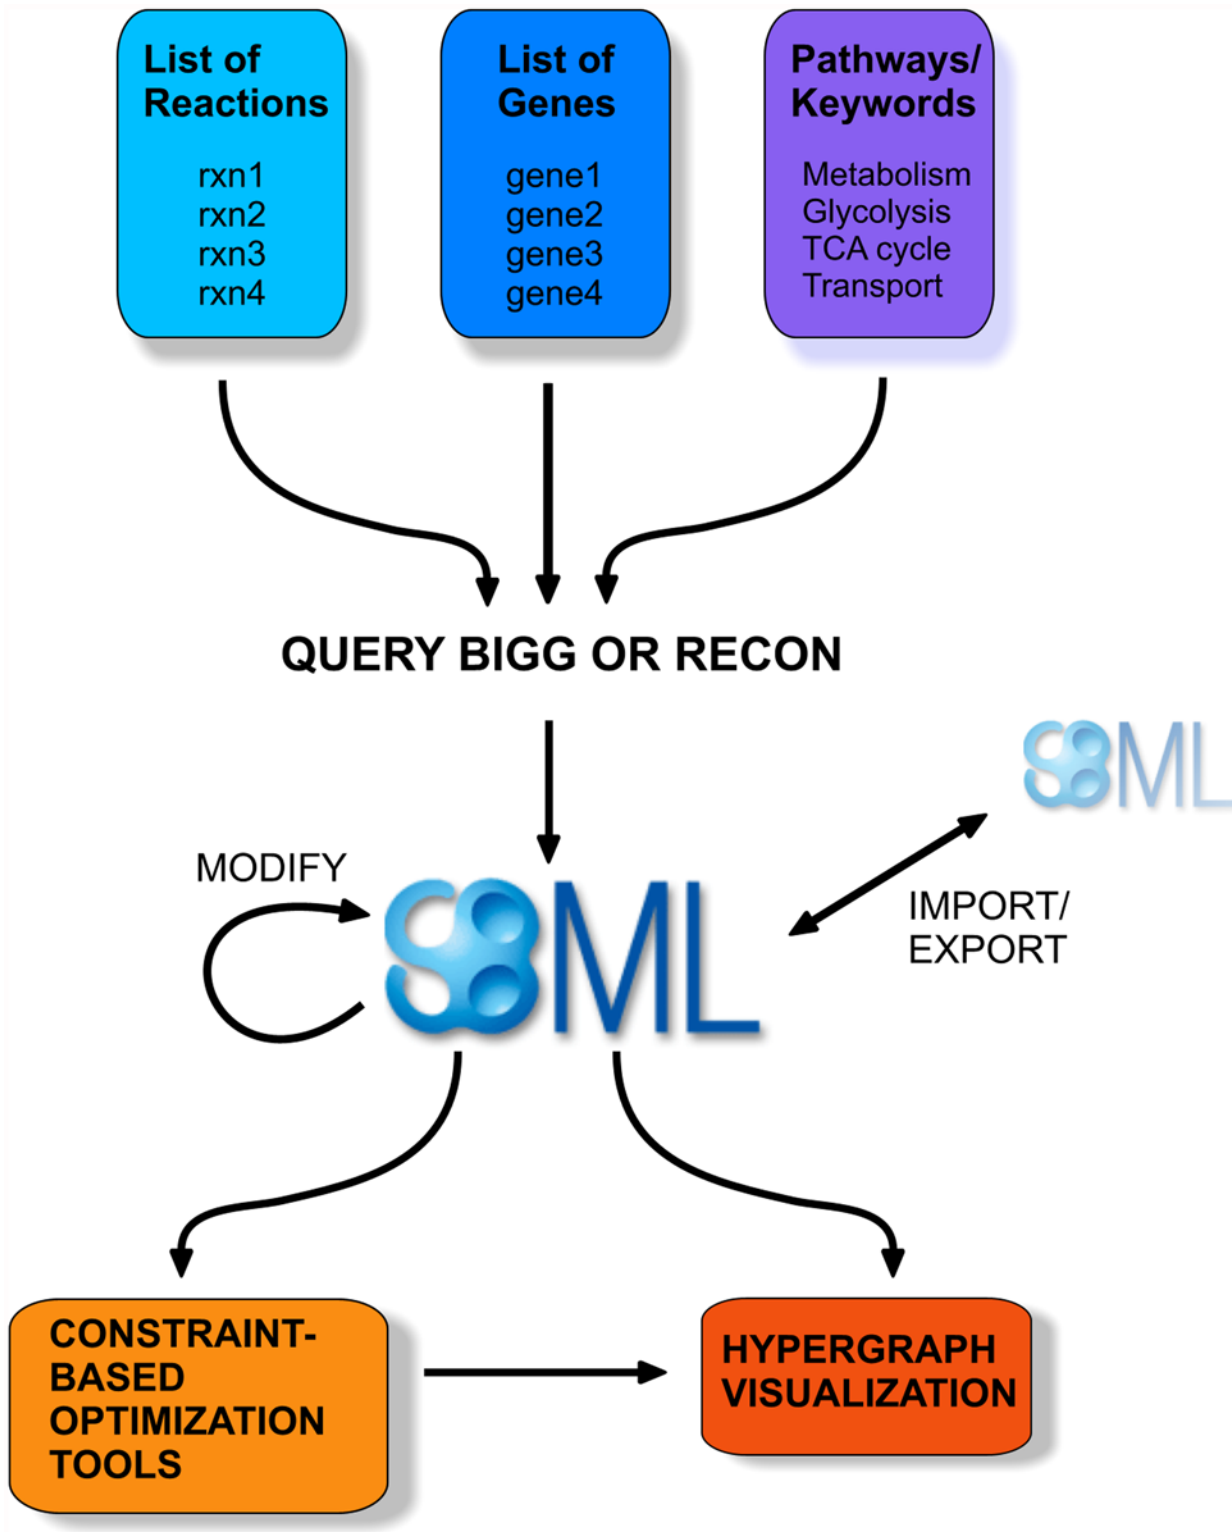 List of
Reactions
rxn1
rxn2
rxn3
rxn4
List of
Genes
gene1
gene2
gene3
gene4
Pathways/
Keywords
Metabolism
Glycolysis
TCA cycle
Transport
QUERY BIGG OR RECON
SBML
MODIFY
SBML
IMPORT/
EXPORT
CONSTRAINT-
BASED
OPTIMIZATION
TOOLS
HYPERGRAPH
VISUALIZATION